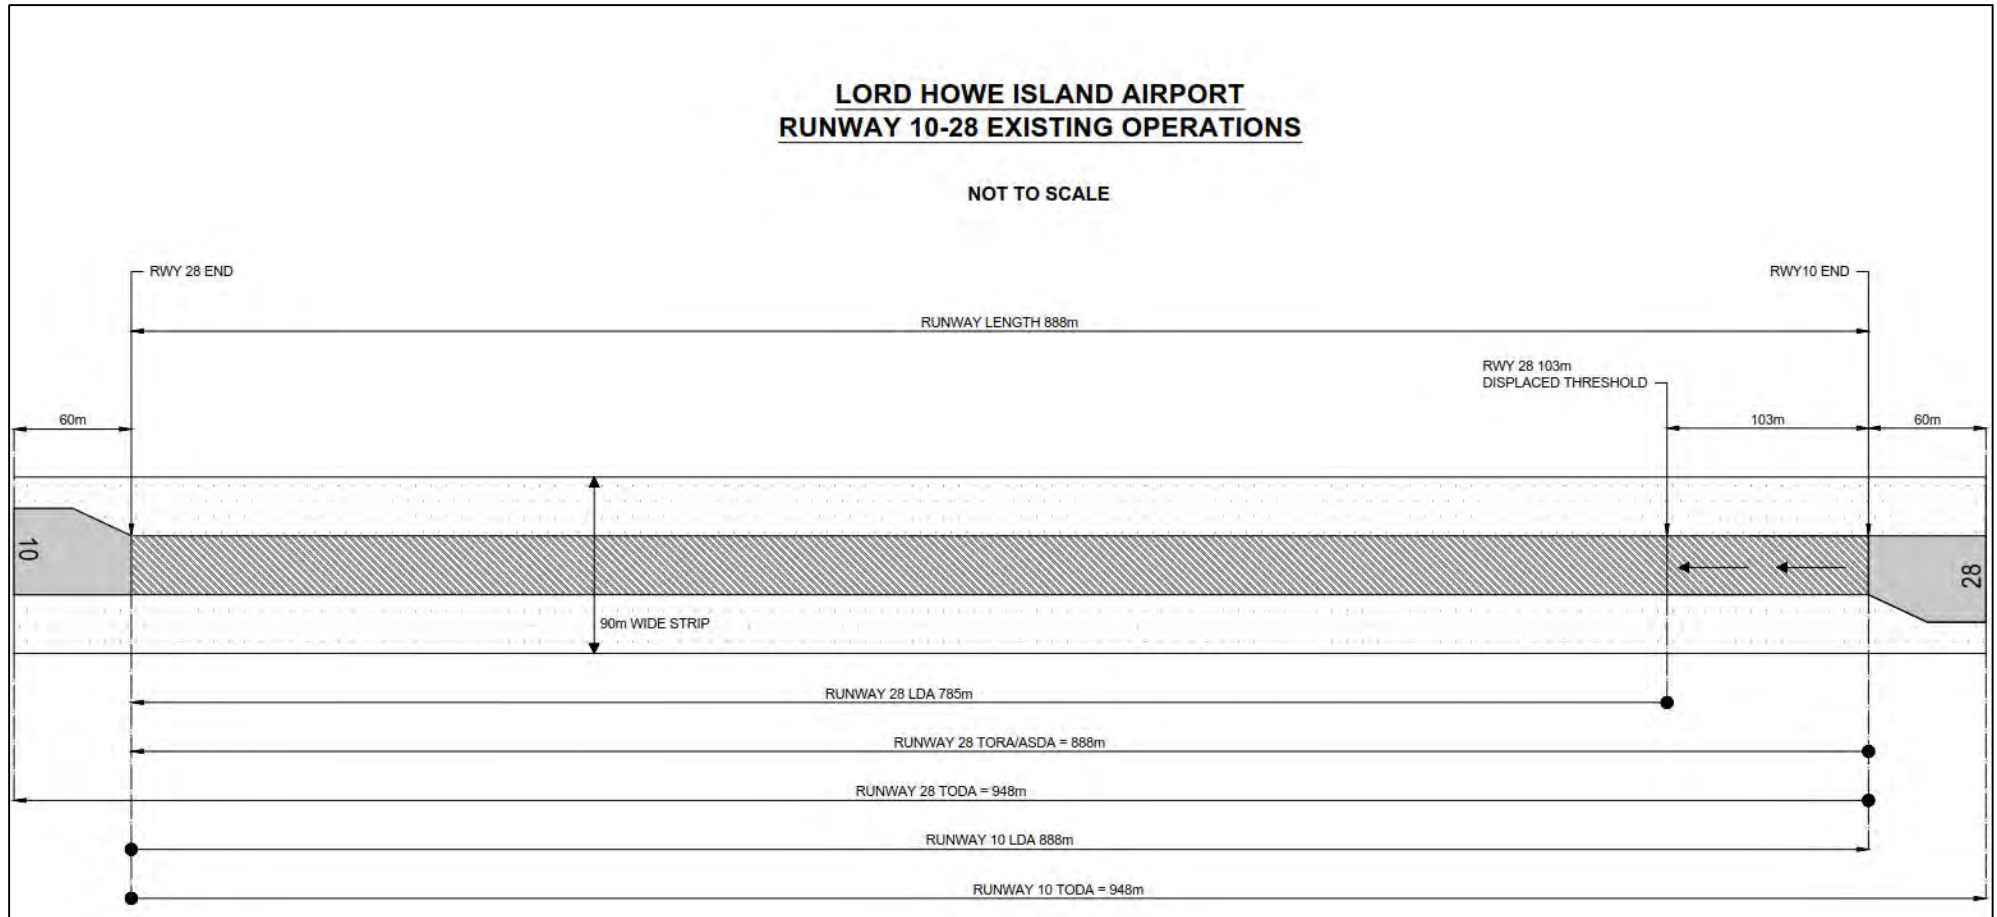 LORD HOWE ISLAND AIRPORT
RUNWAY 10-28 EXISTING OPERATIONS
NOT TO SCALE
RWY 28 END
RWY10 END
RUNWAY LENGTH 888m
RWY 28 103m
DISPLACED THRESHOLD
60m
103m
60m
10
28
90m WIDE STRIP
RUNWAY 28 LDA 785m
RUNWAY 28 TORA/ASDA = 888m
RUNWAY 28 TODA = 948m
RUNWAY 10 LDA 888m
RUNWAY 10 TODA = 948m